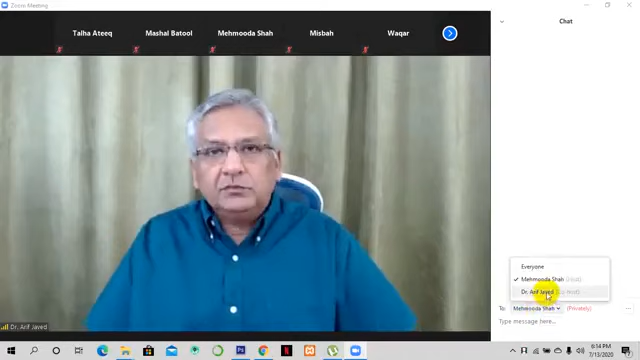 Zoom Meeting
Talha Ateeq
Mashal Batool
Mehmooda Shah
Misbah
Waqar
Chat
Everyone
Mehmooda Shah
Dr. Arif Javed
To: Mehmooda Shah (Privately)
Type message here...
Dr. Arif Javed
6:14 PM
7/13/2020